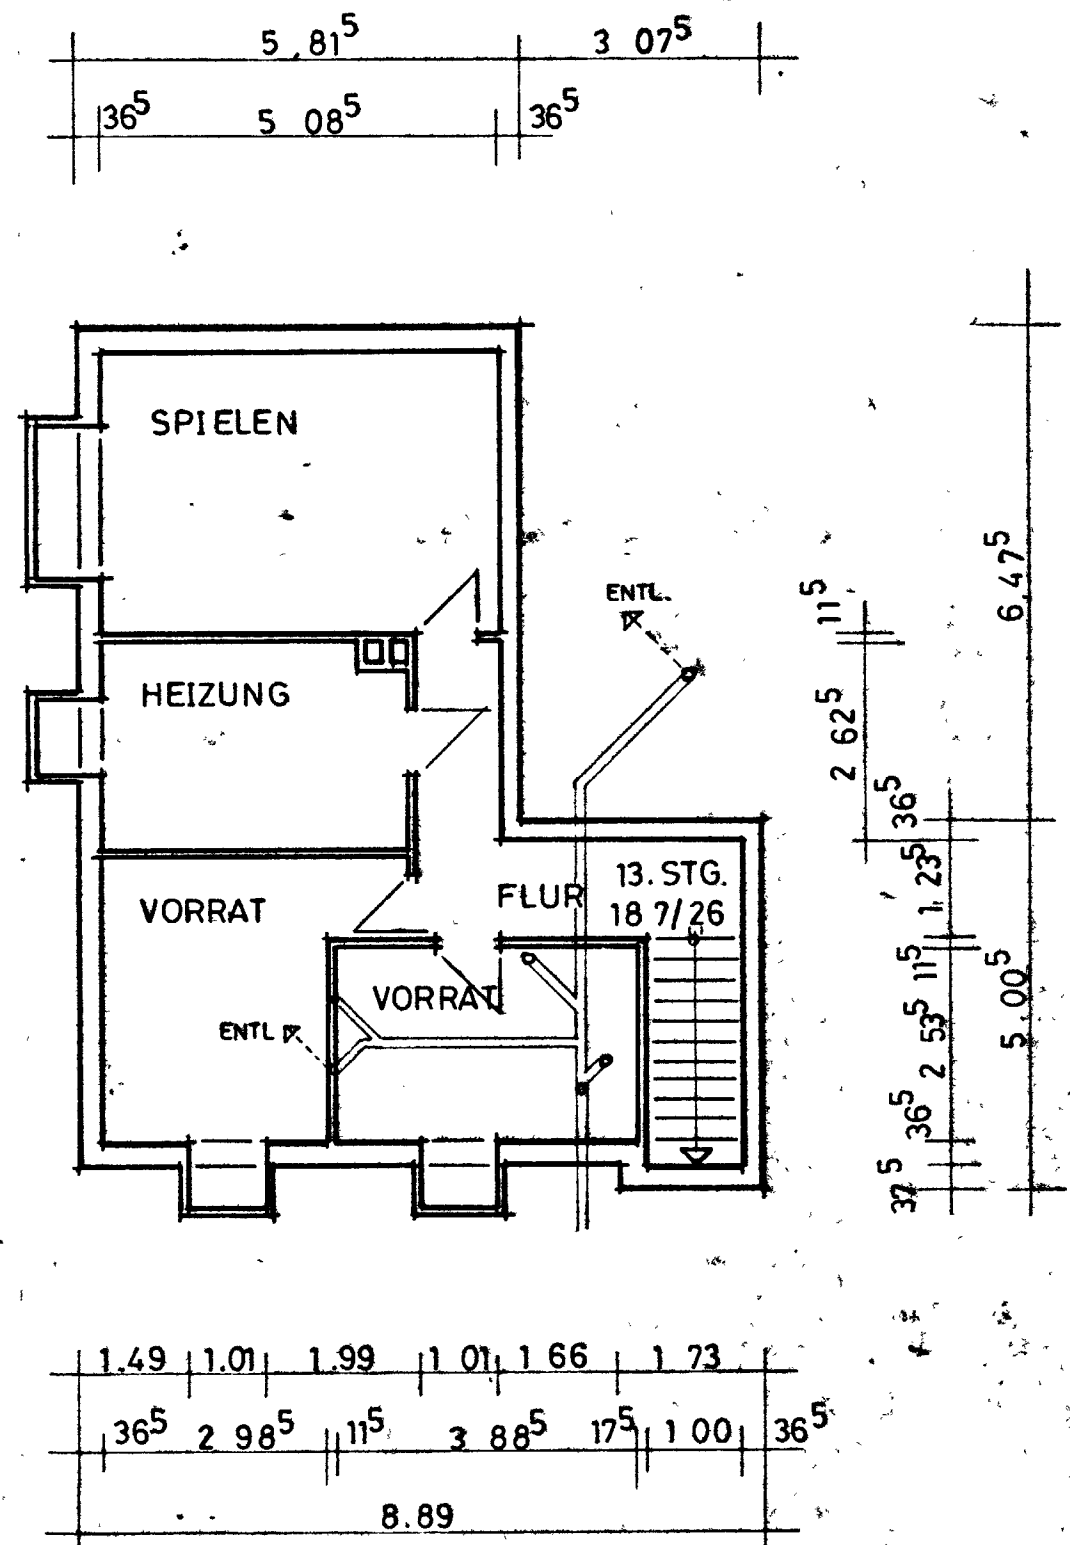 5,81⁵ 3 07⁵
36⁵ 5 08⁵ 36⁵
SPIELEN
6,47⁵
ENTL.
11⁵
HEIZUNG
2 62⁵
36⁵
13. STG.
18 7/26
FLUR
1 23⁵
VORRAT
11⁵
5,00⁵
VORRAT
2 53⁵
ENTL
36⁵
37⁵
1.49 1.01 1.99 1 01 1 66 1 73
36⁵ 2 98⁵ 11⁵ 3 88⁵ 17⁵ 1 00 36⁵
8.89